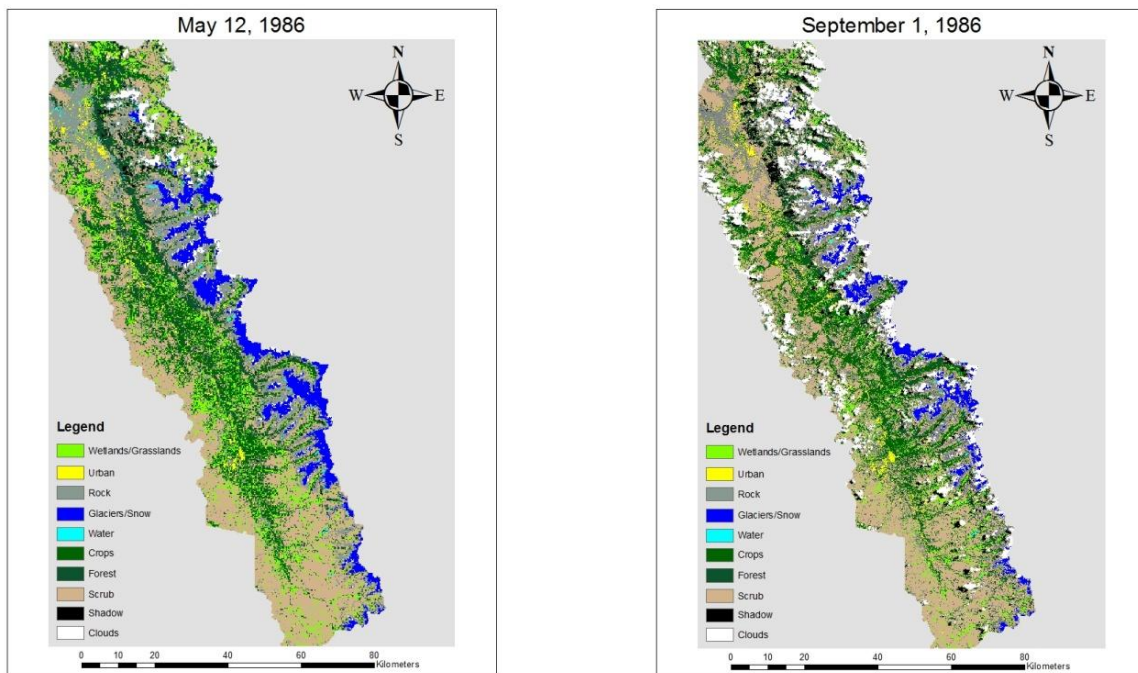 May 12, 1986
N
W E
S
Legend
Wetlands/Grasslands
Urban
Rock
Glaciers/Snow
Water
Crops
Forest
Scrub
Shadow
Clouds
0 20 40 60 80
Kilometers
September 1, 1986
N
W E
S
Legend
Wetlands/Grasslands
Urban
Rock
Glaciers/Snow
Water
Crops
Forest
Scrub
Shadow
Clouds
0 20 40 60 80
Kilometers